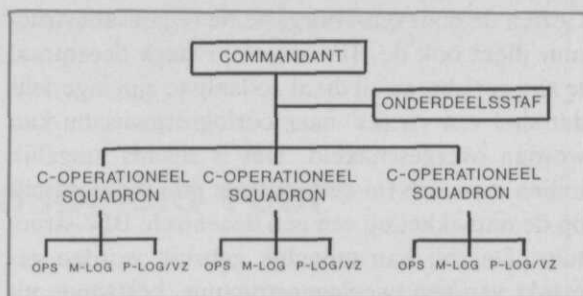 COMMANDANT
ONDERDEELSSTAF
C-OPERATIONEEL C-OPERATIONEEL C-OPERATIONEEL
SQUADRON SQUADRON SQUADRON
OPS M-LOG P-LOG/VZ OPS M-LOG P-LOG/VZ OPS M-LOG P-LOG/VZ